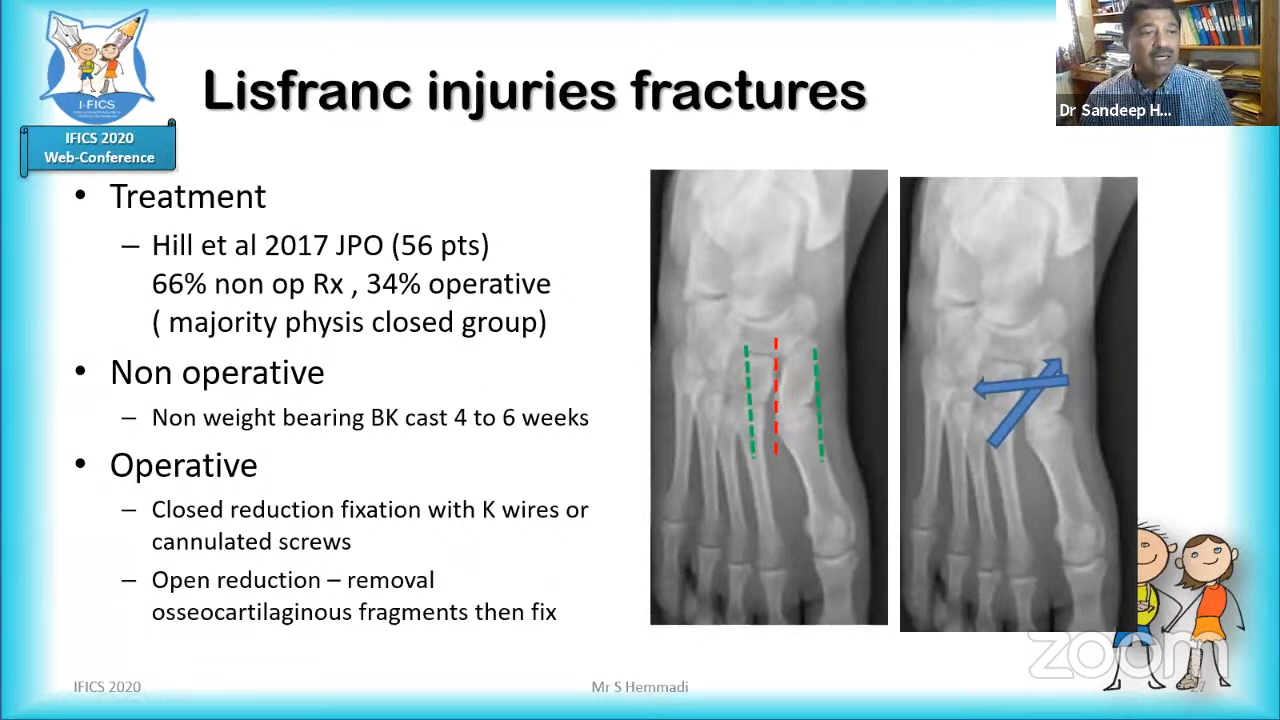 I-FICS
IFICS 2020
Web-Conference
Lisfranc injuries fractures
Dr Sandeep H...
• Treatment
– Hill et al 2017 JPO (56 pts)
66% non op Rx , 34% operative
( majority physis closed group)
• Non operative
– Non weight bearing BK cast 4 to 6 weeks
• Operative
– Closed reduction fixation with K wires or
cannulated screws
– Open reduction – removal
osseocartilaginous fragments then fix
zoom
IFICS 2020
Mr S Hemmadi